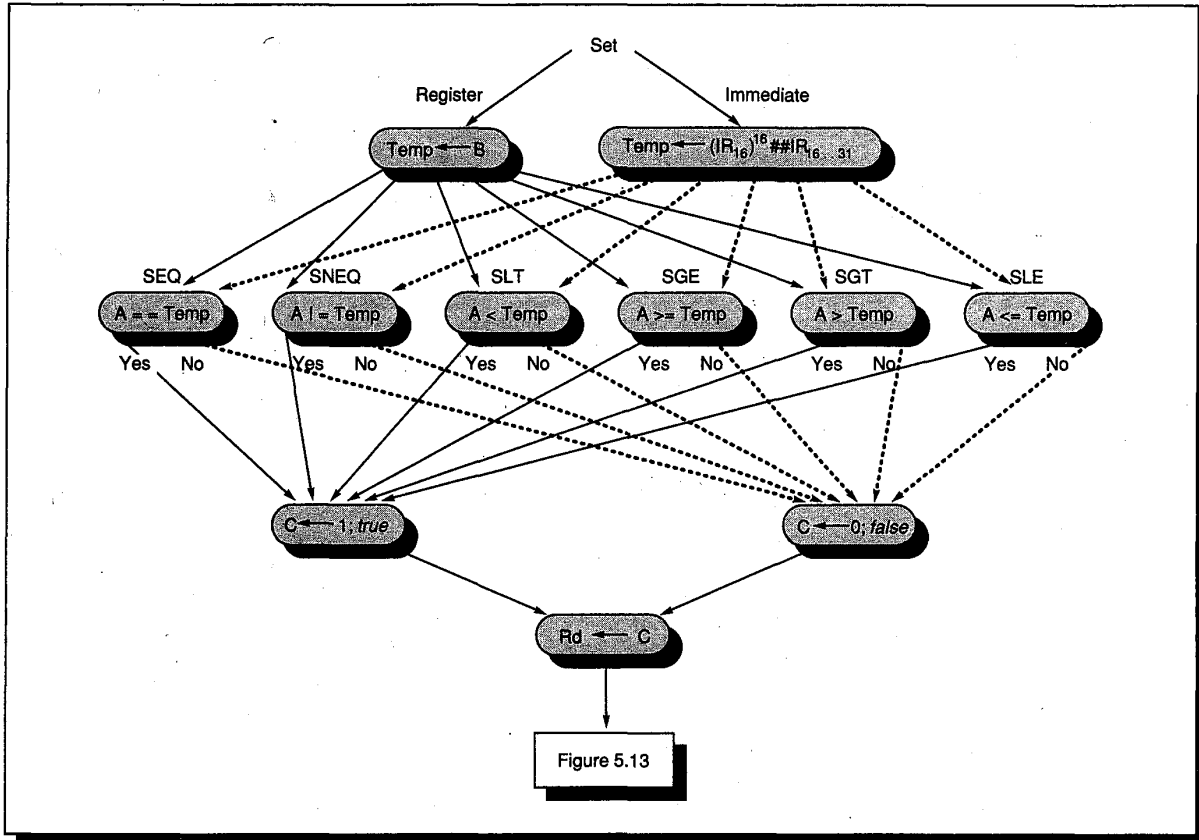 Set
Register Immediate
Temp ← B Temp ← (IR16)^16 ##IR16 .. 31
SEQ SNEQ SLT SGE SGT SLE
A = = Temp A ! = Temp A < Temp A >= Temp A > Temp A <= Temp
Yes No Yes No Yes No Yes No Yes No Yes No
C ← 1; true C ← 0; false
Rd ← C
Figure 5.13